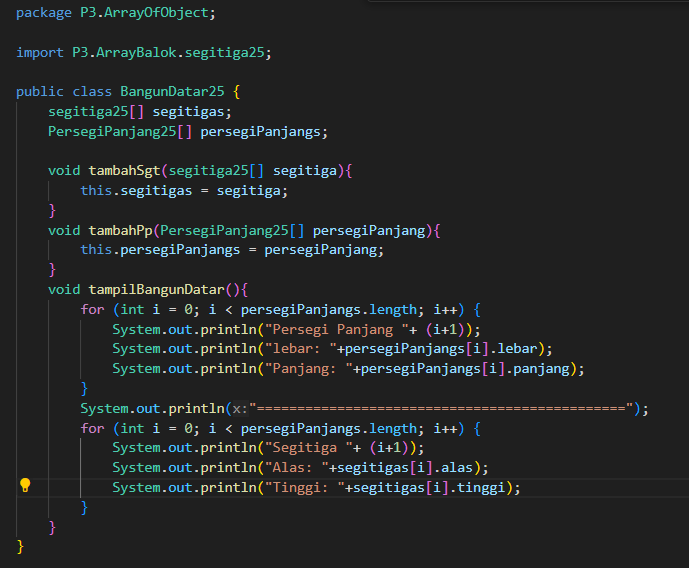 package P3.ArrayOfObject;
import P3.ArrayBalok.segitiga25;
public class BangunDatar25 {
    segitiga25[] segitigas;
    PersegiPanjang25[] persegiPanjangs;
    void tambahSgt(segitiga25[] segitiga){
        this.segitigas = segitiga;
    }
    void tambahPp(PersegiPanjang25[] persegiPanjang){
        this.persegiPanjangs = persegiPanjang;
    }
    void tampilBangunDatar(){
        for (int i = 0; i < persegiPanjangs.length; i++) {
            System.out.println("Persegi Panjang "+ (i+1));
            System.out.println("lebar: "+persegiPanjangs[i].lebar);
            System.out.println("Panjang: "+persegiPanjangs[i].panjang);
        }
        System.out.println(x:"==============================================");
        for (int i = 0; i < persegiPanjangs.length; i++) {
            System.out.println("Segitiga "+ (i+1));
            System.out.println("Alas: "+segitigas[i].alas);
            System.out.println("Tinggi: "+segitigas[i].tinggi);
        }
    }
}